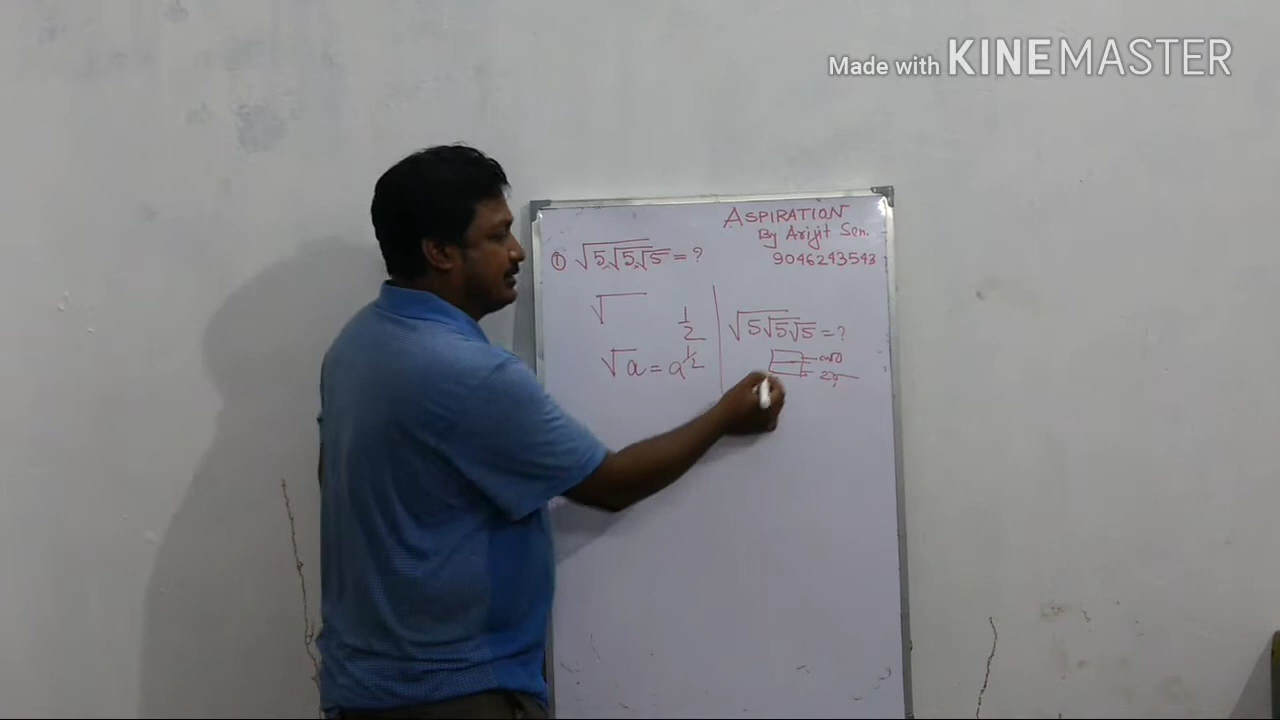 Made with KINEMASTER
ASPIRATION
By Arijit Sen.
9046243543
① √5√5√5 = ?
√
1/2
√a = a^1/2
√5√5√5 = ?